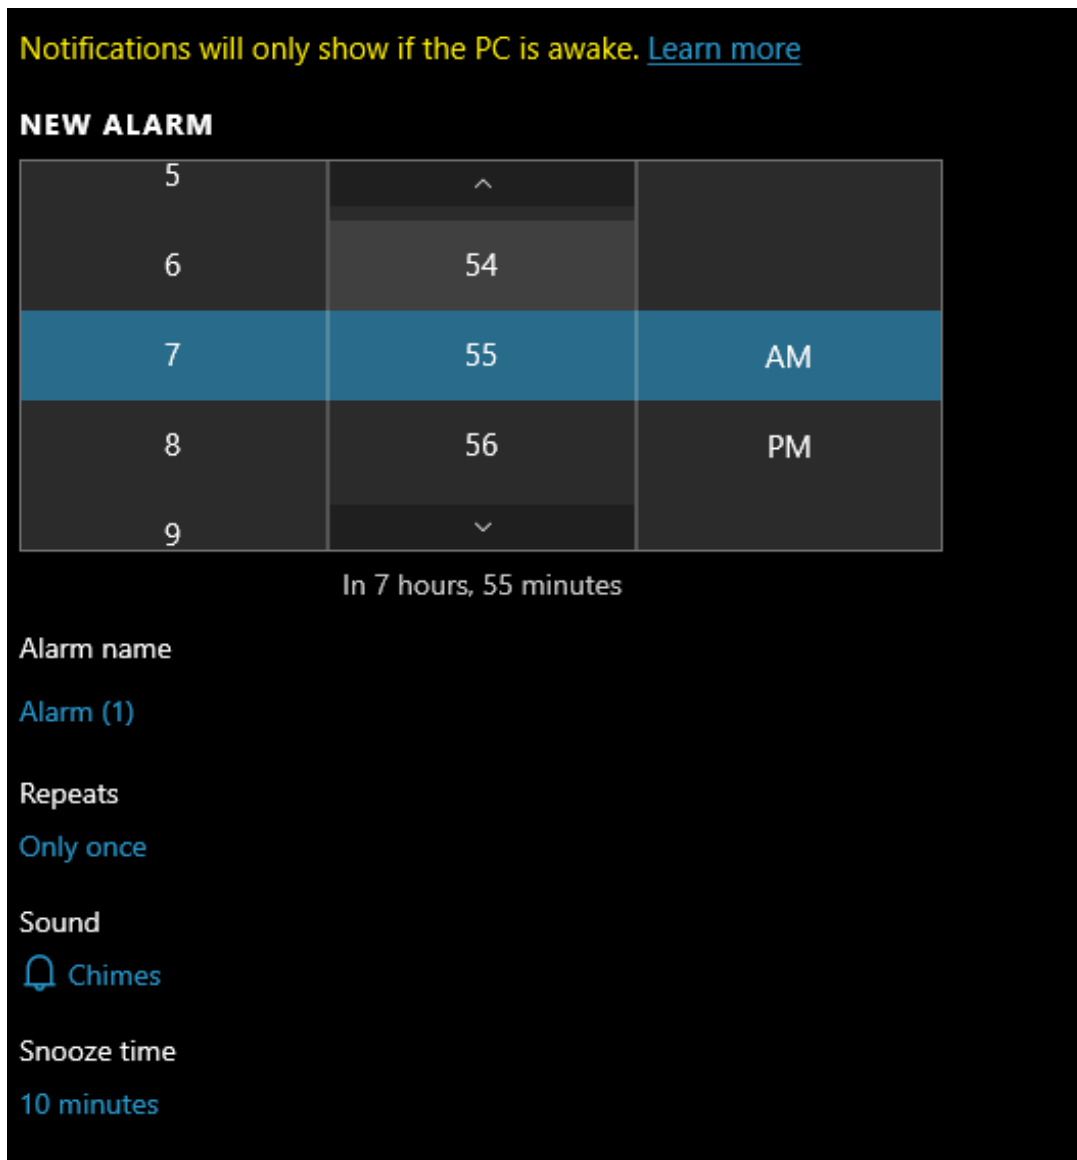 Notifications will only show if the PC is awake. Learn more
NEW ALARM
5
6 54
7 55 AM
8 56 PM
9
In 7 hours, 55 minutes
Alarm name
Alarm (1)
Repeats
Only once
Sound
Chimes
Snooze time
10 minutes